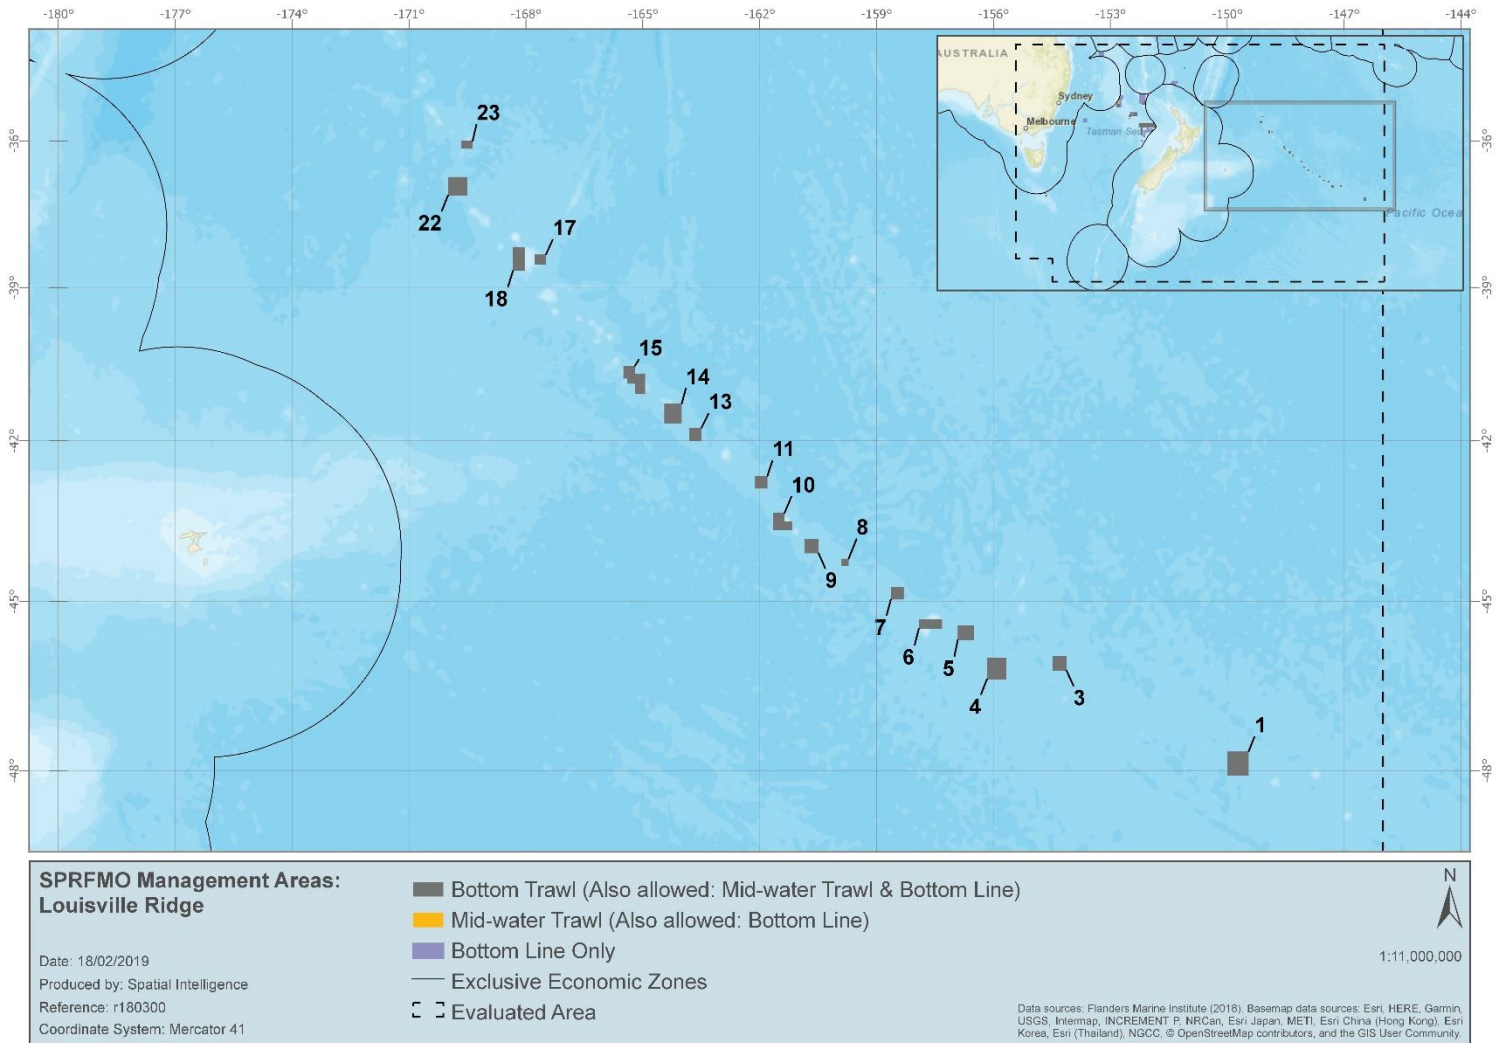 -180° -177° -174° -171° -168° -165° -162° -159° -156° -153° -150° -147° -144°
AUSTRALIA
Sydney
Melbourne
Tasman Sea
Pacific Ocea
-36° -36°
-39° -39°
-42° -42°
-45° -45°
-48° -48°
23
22
17
18
15
14
13
11
10
8
9
7
6
5
4
3
1
SPRFMO Management Areas:
Louisville Ridge
Date: 18/02/2019
Produced by: Spatial Intelligence
Reference: r180300
Coordinate System: Mercator 41
Bottom Trawl (Also allowed: Mid-water Trawl & Bottom Line)
Mid-water Trawl (Also allowed: Bottom Line)
Bottom Line Only
Exclusive Economic Zones
Evaluated Area
N
1:11,000,000
Data sources: Flanders Marine Institute (2018). Basemap data sources: Esri, HERE, Garmin,
USGS, Intermap, INCREMENT P, NRCan, Esri Japan, METI, Esri China (Hong Kong), Esri
Korea, Esri (Thailand), NGCC, © OpenStreetMap contributors, and the GIS User Community.